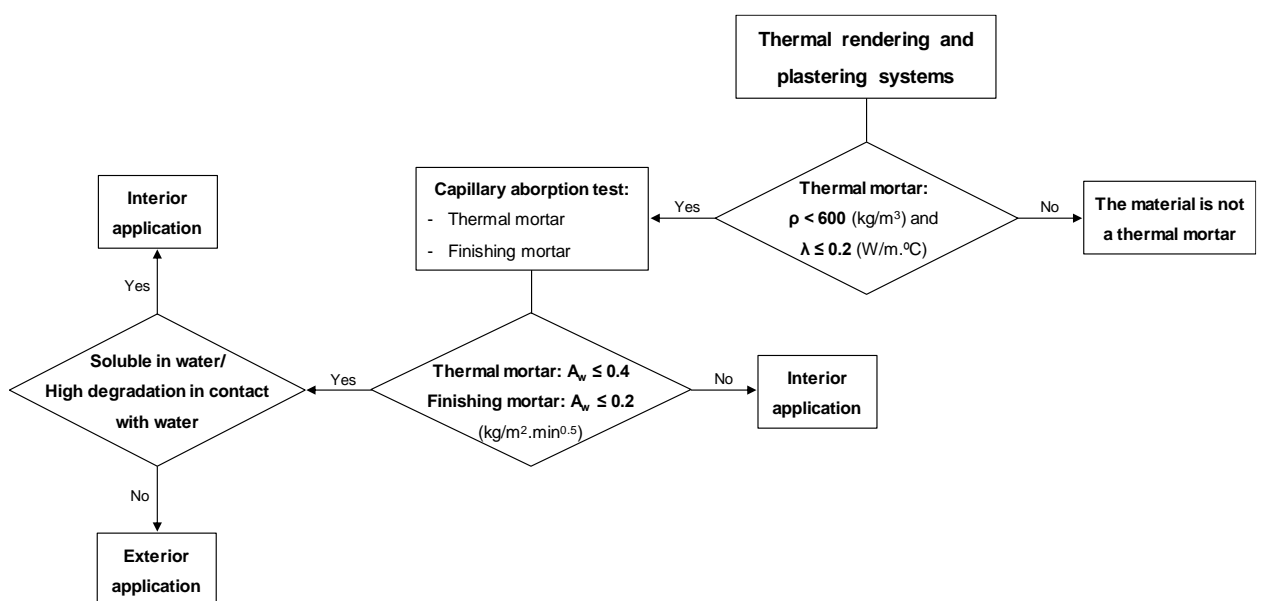 Thermal rendering and
plastering systems
Thermal mortar:
ρ < 600 (kg/m³) and
λ ≤ 0.2 (W/m.ºC)
No
The material is not
a thermal mortar
Yes
Capillary aborption test:
- Thermal mortar
- Finishing mortar
Thermal mortar: Aw ≤ 0.4
Finishing mortar: Aw ≤ 0.2
(kg/m².min0.5)
No
Interior
application
Yes
Soluble in water/
High degradation in contact
with water
Yes
Interior
application
No
Exterior
application